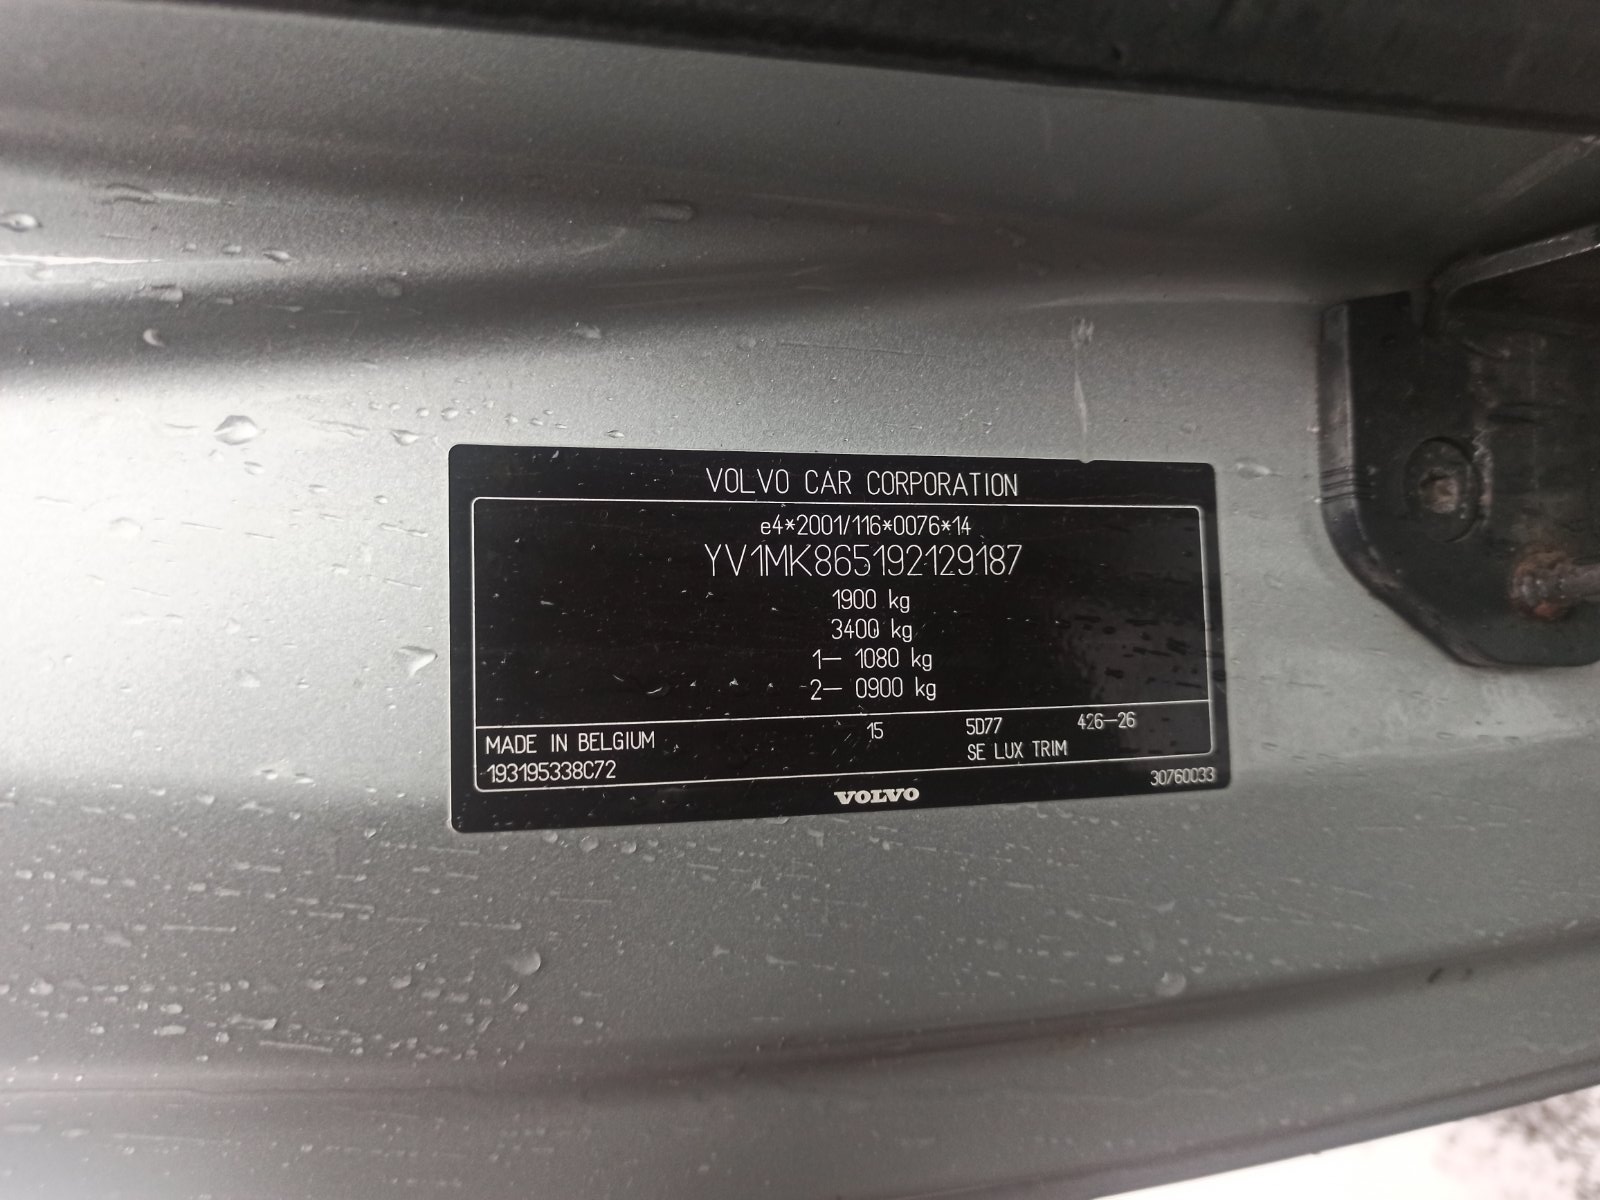 VOLVO CAR CORPORATION
e4*2001/116*0076*14
YV1MK865192129187
1900 kg
3400 kg
1- 1080 kg
2- 0900 kg
MADE IN BELGIUM 15 5D77 426-26
193195338C72 SE LUX TRIM
30760033
VOLVO